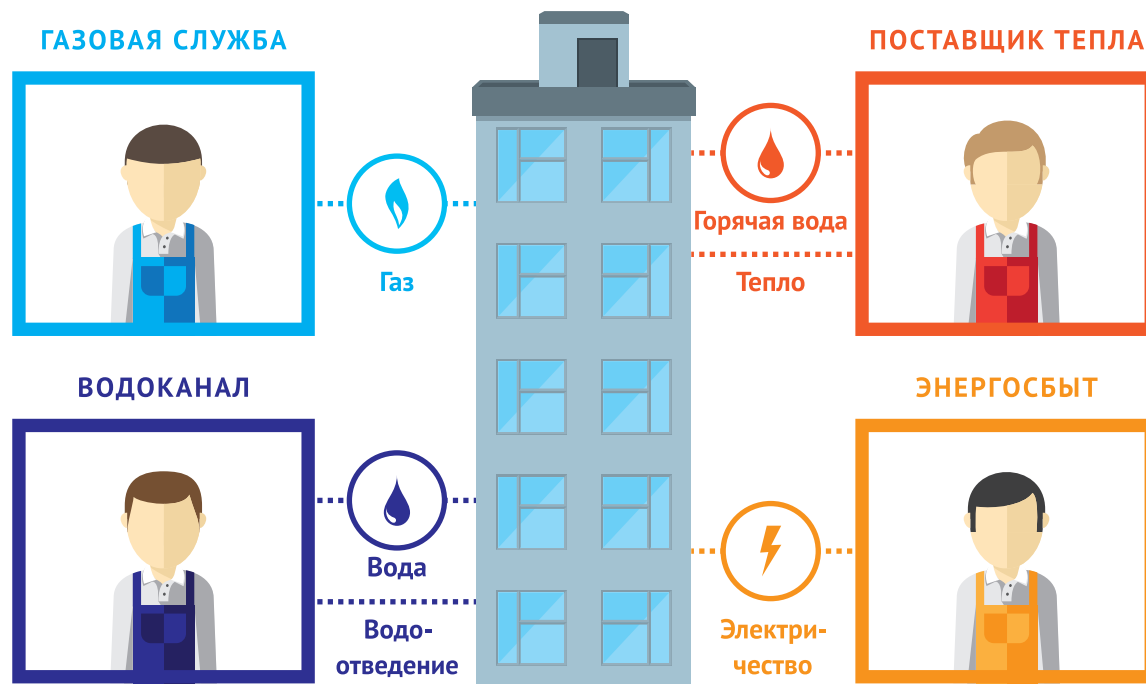 ГАЗОВАЯ СЛУЖБА
Газ
ПОСТАВЩИК ТЕПЛА
Горячая вода
Тепло
ВОДОКАНАЛ
Вода
Водо-
отведение
ЭНЕРГОСБЫТ
Электри-
чество